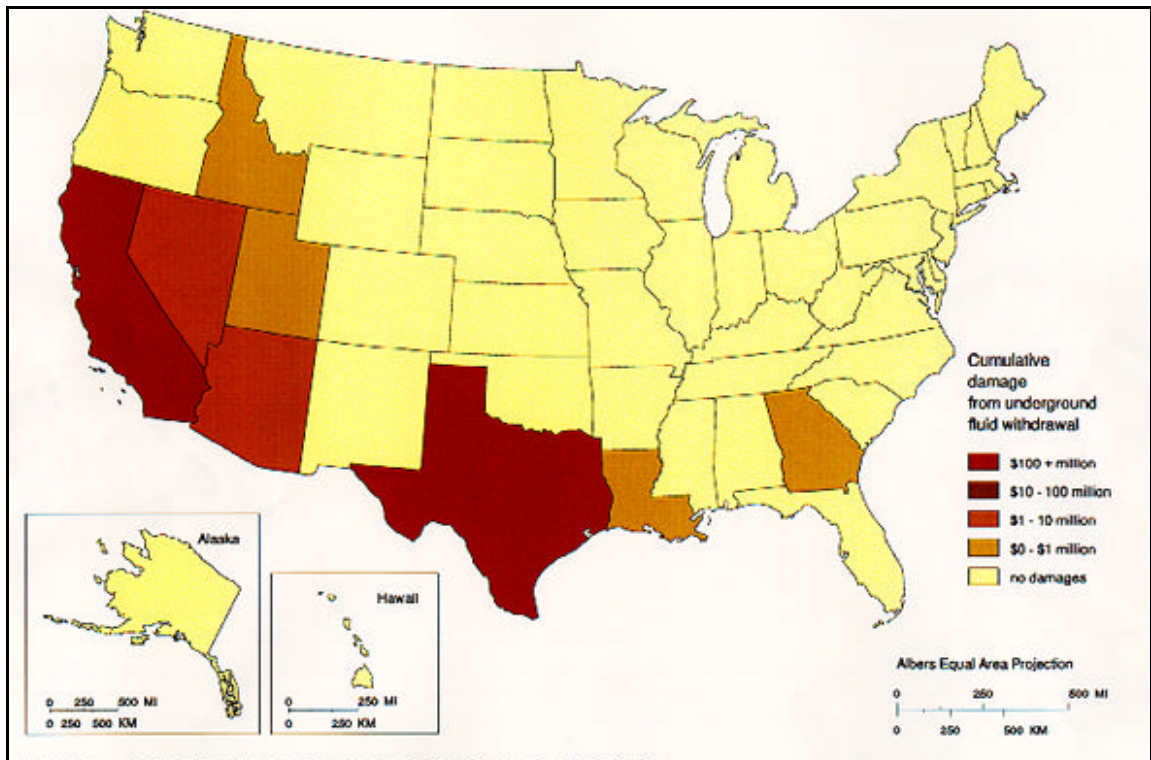 Cumulative
damage
from underground
fluid withdrawal
$100 + million
$10 - 100 million
$1 - 10 million
$0 - $1 million
no damages
Alaska
0 250 500 MI
0 250 500 KM
Hawaii
0 250 MI
0 250 500 KM
Albers Equal Area Projection
0 250 500 MI
0 250 500 KM